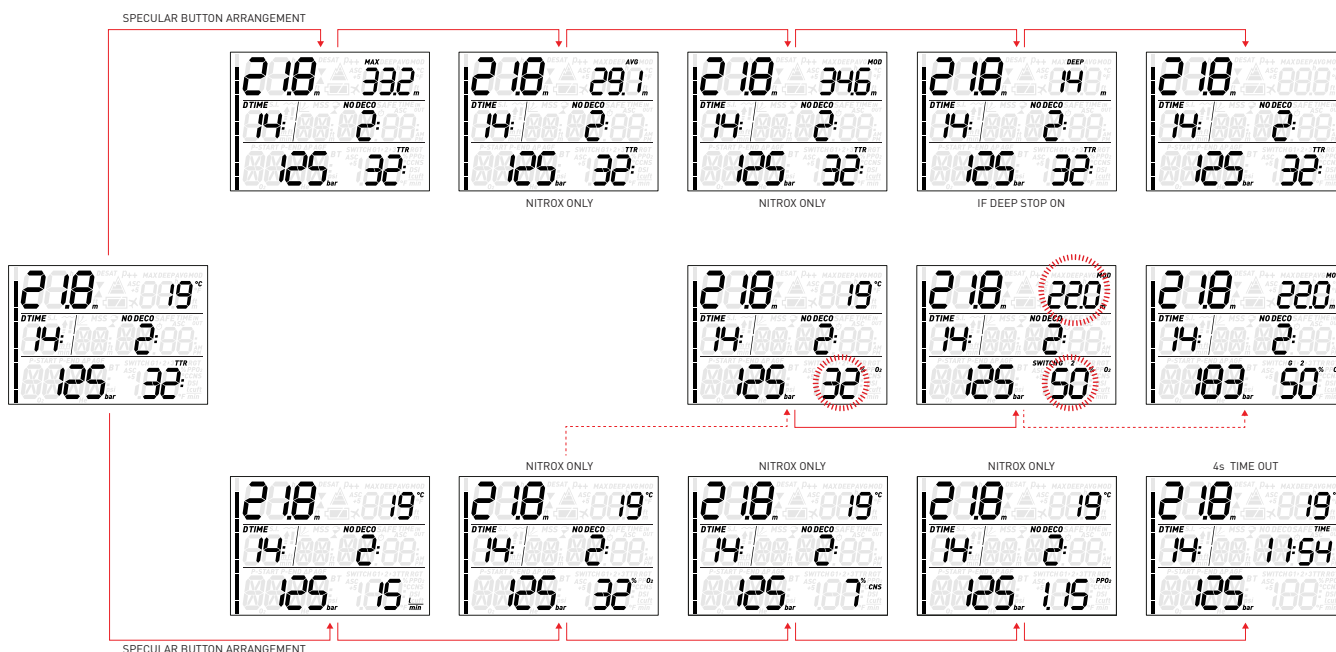 SPECULAR BUTTON ARRANGEMENT
21.8 m MAX 33.2 m
DTIME 14: NO DECO 2:
125 bar TTR 32:
21.8 m AVG 29.1 m
DTIME 14: NO DECO 2:
125 bar TTR 32:
NITROX ONLY
21.8 m MOD 34.6 m
DTIME 14: NO DECO 2:
125 bar TTR 32:
NITROX ONLY
21.8 m DEEP 14 m
DTIME 14: NO DECO 2:
125 bar TTR 32:
IF DEEP STOP ON
21.8 m
DTIME 14: NO DECO 2:
125 bar TTR 32:
21.8 m 19 °C
DTIME 14: NO DECO 2:
125 bar TTR 32:
21.8 m 19 °C
DTIME 14: NO DECO 2:
125 bar 32 % O2
21.8 m MOD 22.0 m
DTIME 14: NO DECO 2:
125 bar SWITCH G 2 50 % O2
21.8 m 22.0 m
DTIME 14: NO DECO 2:
183 bar G 2 50 %
21.8 m 19 °C
DTIME 14: NO DECO 2:
125 bar 15 l/min
NITROX ONLY
21.8 m 19 °C
DTIME 14: NO DECO 2:
125 bar 32 % O2
NITROX ONLY
21.8 m 19 °C
DTIME 14: NO DECO 2:
125 bar 7 % CNS
NITROX ONLY
21.8 m 19 °C
DTIME 14: NO DECO 2:
125 bar 1.15 PPO2
4s TIME OUT
21.8 m 19 °C
DTIME 14: TIME 11:54
125 bar
SPECULAR BUTTON ARRANGEMENT